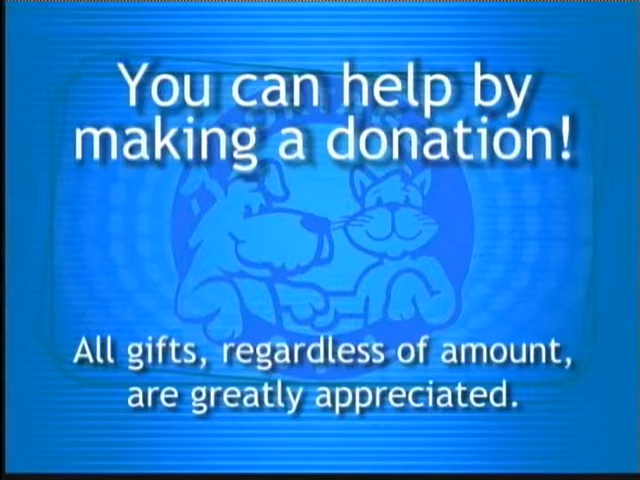 You can help by
making a donation!
All gifts, regardless of amount,
are greatly appreciated.